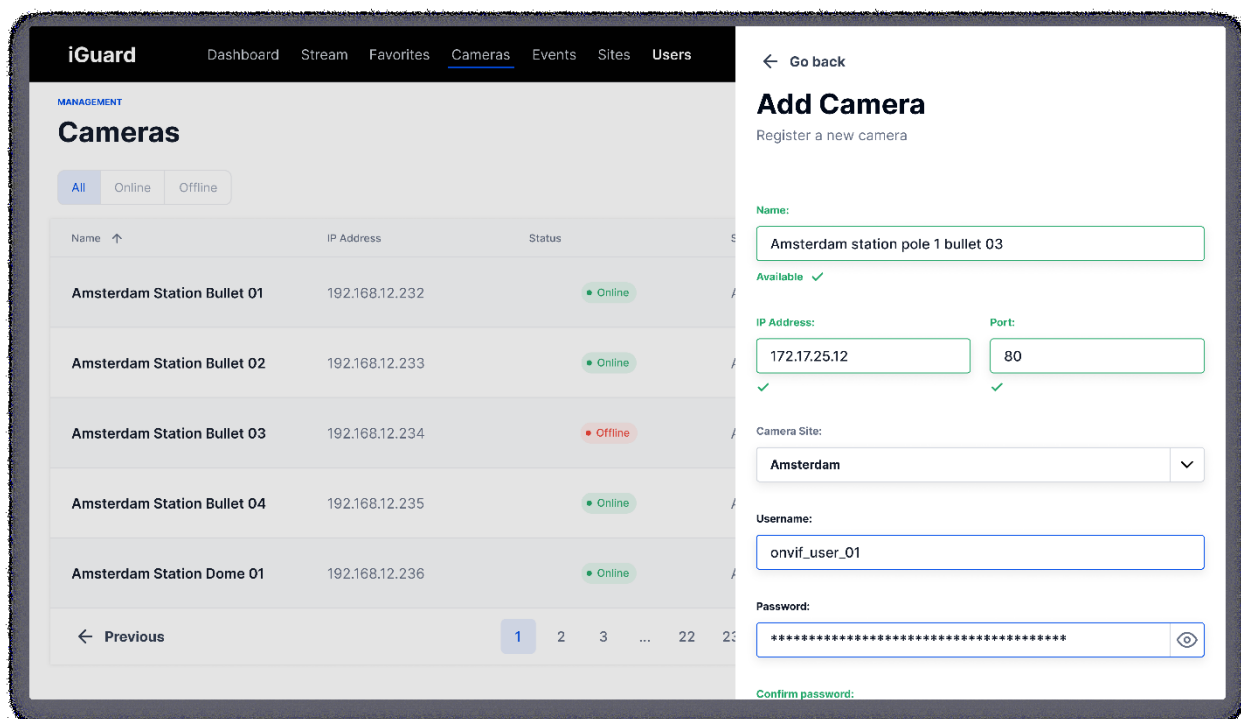 iGuard Dashboard Stream Favorites Cameras Events Sites Users
MANAGEMENT
Cameras
All Online Offline
Name IP Address Status S
Amsterdam Station Bullet 01 192.168.12.232 Online
Amsterdam Station Bullet 02 192.168.12.233 Online
Amsterdam Station Bullet 03 192.168.12.234 Offline
Amsterdam Station Bullet 04 192.168.12.235 Online
Amsterdam Station Dome 01 192.168.12.236 Online
Previous 1 2 3 ... 22
Go back
Add Camera
Register a new camera
Name:
Amsterdam station pole 1 bullet 03
Available
IP Address: Port:
172.17.25.12 80
Camera Site:
Amsterdam
Username:
onvif_user_01
Password:
***************************************
Confirm password: